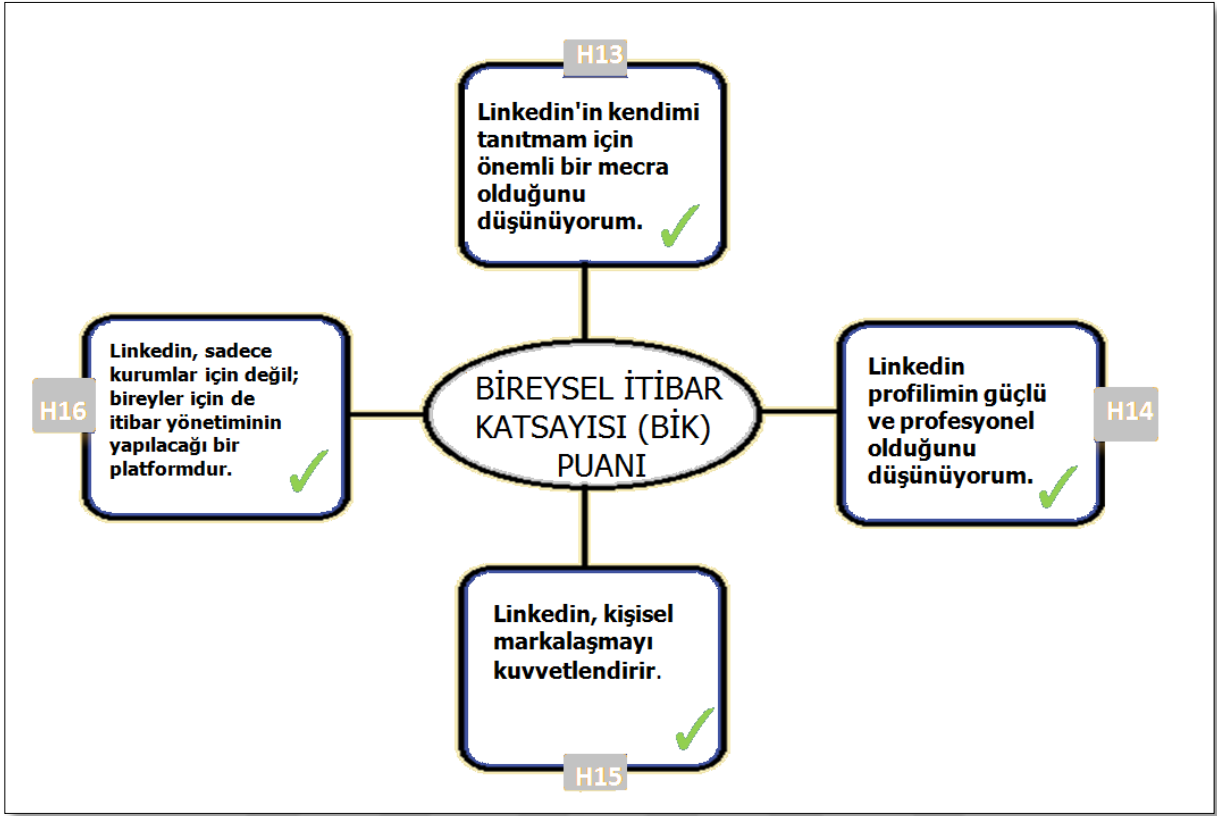 H13
Linkedin'in kendimi
tanıtmam için
önemli bir mecra
olduğunu
düşünüyorum.
Linkedin, sadece
kurumlar için değil;
bireyler için de
itibar yönetiminin
yapılacağı bir
platformdur.
H16
BİREYSEL İTİBAR
KATSAYISI (BİK)
PUANI
Linkedin
profilimin güçlü
ve profesyonel
olduğunu
düşünüyorum.
H14
Linkedin, kişisel
markalaşmayı
kuvvetlendirir.
H15